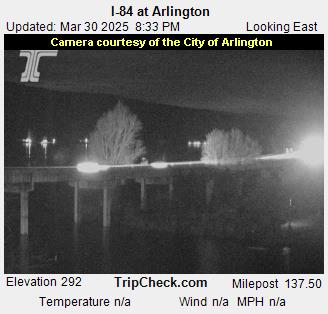 I-84 at Arlington
Updated: Mar 30 2025 8:33 PM Looking East
Camera courtesy of the City of Arlington
Elevation 292 TripCheck.com Milepost 137.50
Temperature n/a Wind n/a MPH n/a